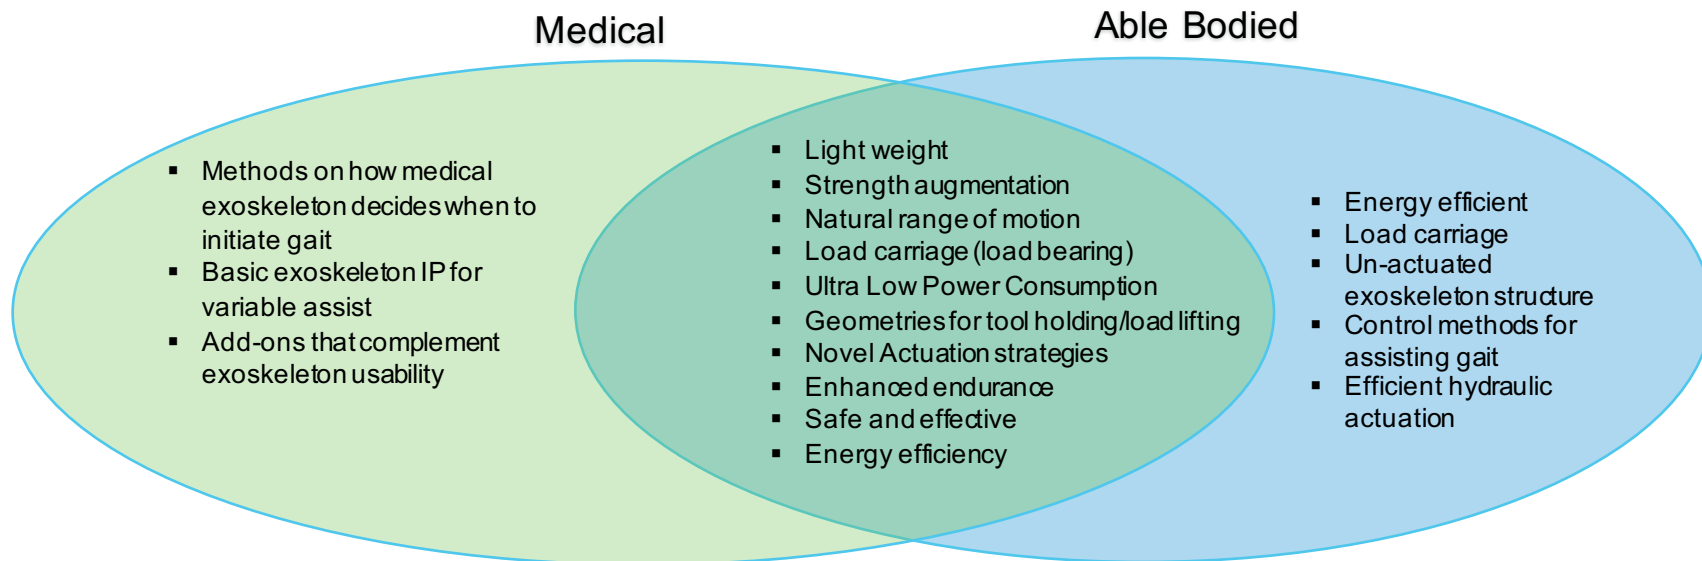 Medical
Able Bodied
▪ Methods on how medical
exoskeleton decides when to
initiate gait
▪ Basic exoskeleton IP for
variable assist
▪ Add-ons that complement
exoskeleton usability
▪ Light weight
▪ Strength augmentation
▪ Natural range of motion
▪ Load carriage (load bearing)
▪ Ultra Low Power Consumption
▪ Geometries for tool holding/load lifting
▪ Novel Actuation strategies
▪ Enhanced endurance
▪ Safe and effective
▪ Energy efficiency
▪ Energy efficient
▪ Load carriage
▪ Un-actuated
exoskeleton structure
▪ Control methods for
assisting gait
▪ Efficient hydraulic
actuation